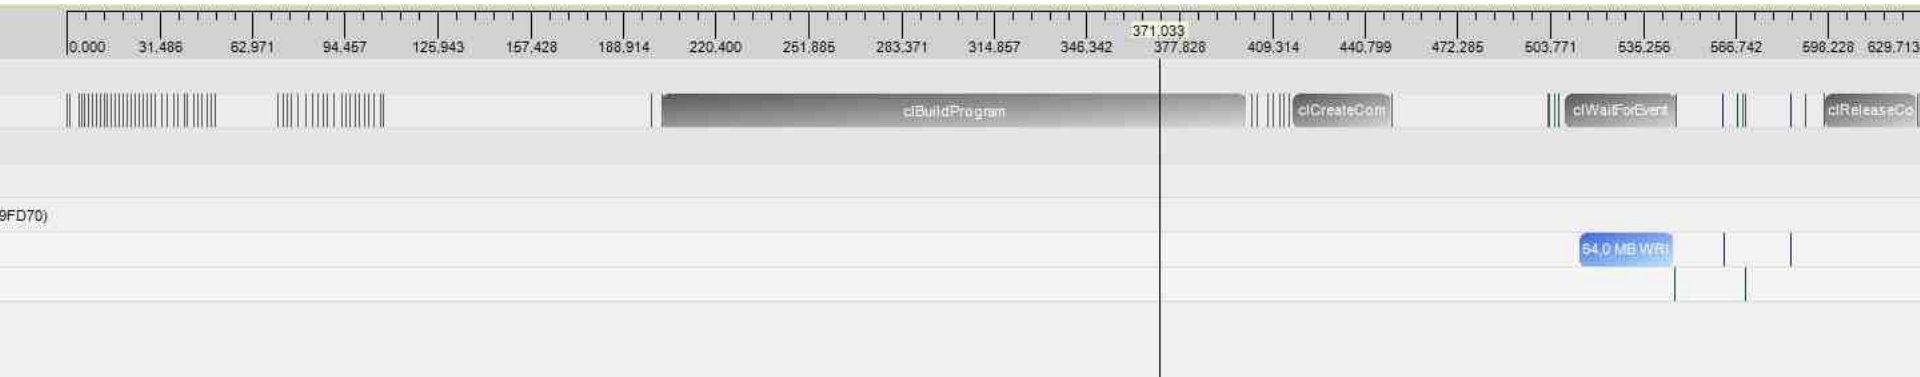 371,033
0,000 31,486 62,971 94,457 125,943 157,428 188,914 220,400 251,885 283,371 314,857 346,342 377,828 409,314 440,799 472,285 503,771 535,256 566,742 598,228 629,713
clBuildProgram clCreateCom clWaitForEvent clReleaseCo
9FD70)
64,0 MB WRI